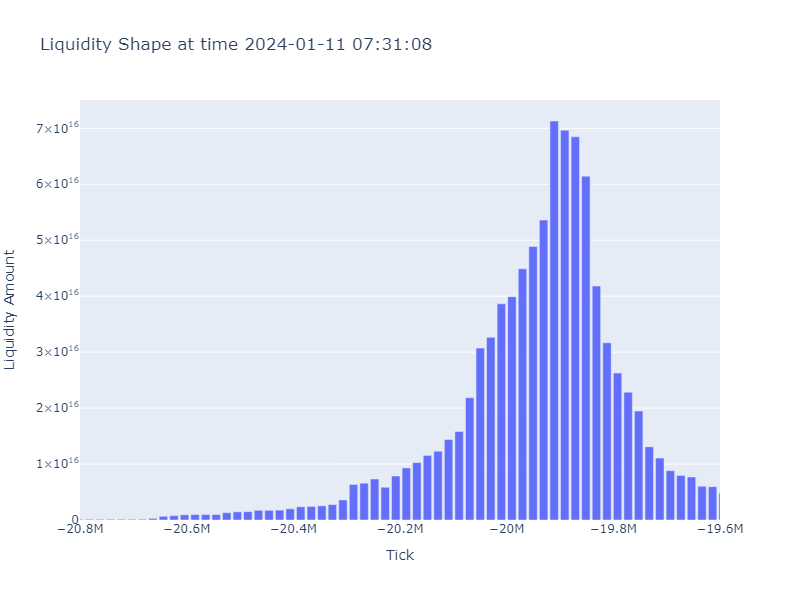 Liquidity Shape at time 2024-01-11 07:31:08
Liquidity Amount
7×10¹⁶
6×10¹⁶
5×10¹⁶
4×10¹⁶
3×10¹⁶
2×10¹⁶
1×10¹⁶
0
−20.8M −20.6M −20.4M −20.2M −20M −19.8M −19.6M
Tick